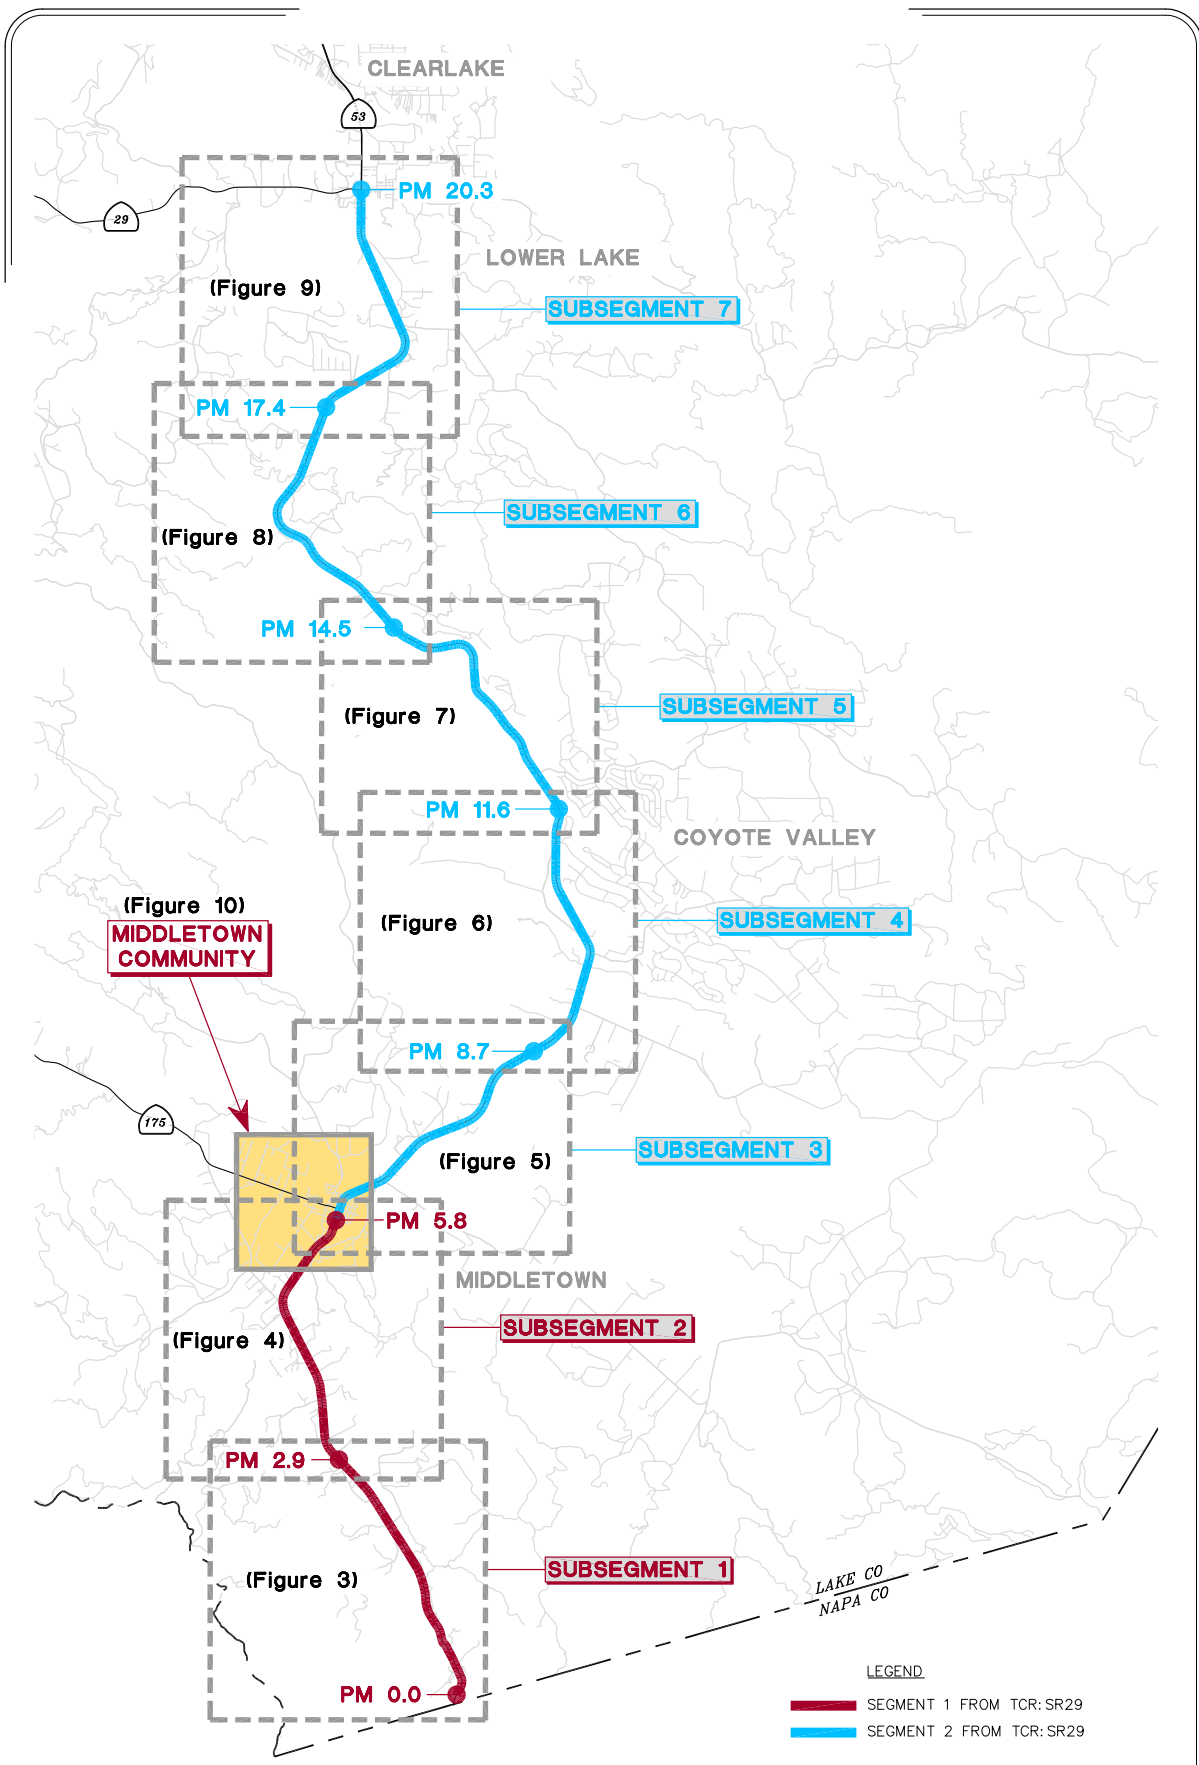 CLEARLAKE
53
PM 20.3
29
LOWER LAKE
(Figure 9)
SUBSEGMENT 7
PM 17.4
SUBSEGMENT 6
(Figure 8)
PM 14.5
SUBSEGMENT 5
(Figure 7)
PM 11.6
COYOTE VALLEY
(Figure 10)
MIDDLETOWN
COMMUNITY
(Figure 6)
SUBSEGMENT 4
PM 8.7
175
SUBSEGMENT 3
(Figure 5)
PM 5.8
MIDDLETOWN
SUBSEGMENT 2
(Figure 4)
PM 2.9
SUBSEGMENT 1
(Figure 3)
LAKE CO
NAPA CO
PM 0.0
LEGEND
SEGMENT 1 FROM TCR: SR29
SEGMENT 2 FROM TCR: SR29